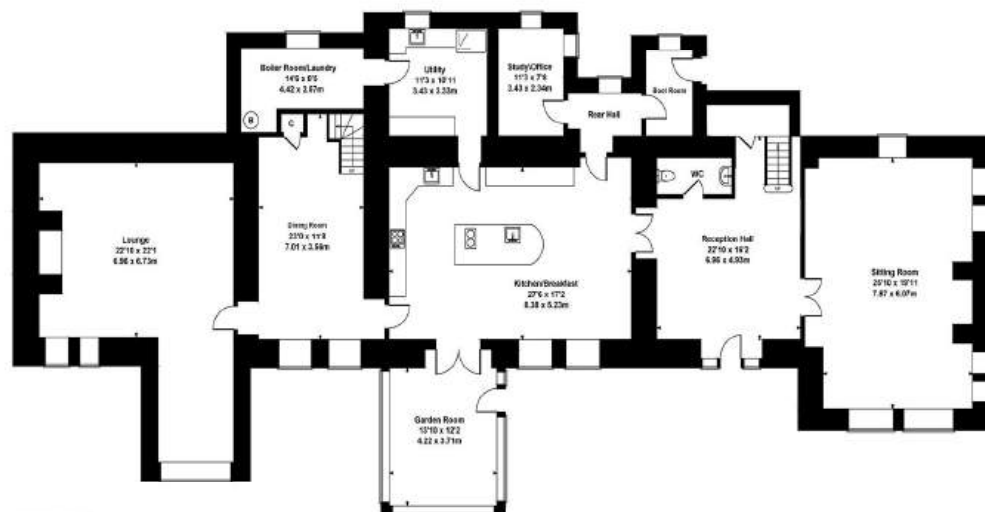 Boiler Room/Laundry
14'6 x 8'5
4.42 x 2.57m
Utility
11'3 x 10'11
3.43 x 3.33m
Study/Office
11'3 x 7'8
3.43 x 2.34m
Boot Room
Rear Hall
B
C
Lounge
22'10 x 22'1
6.96 x 6.73m
Dining Room
23'0 x 11'8
7.01 x 3.56m
WC
Reception Hall
22'10 x 16'2
6.96 x 4.93m
Kitchen/Breakfast
27'6 x 17'2
8.38 x 5.23m
Sitting Room
25'10 x 19'11
7.87 x 6.07m
Garden Room
13'10 x 12'2
4.22 x 3.71m